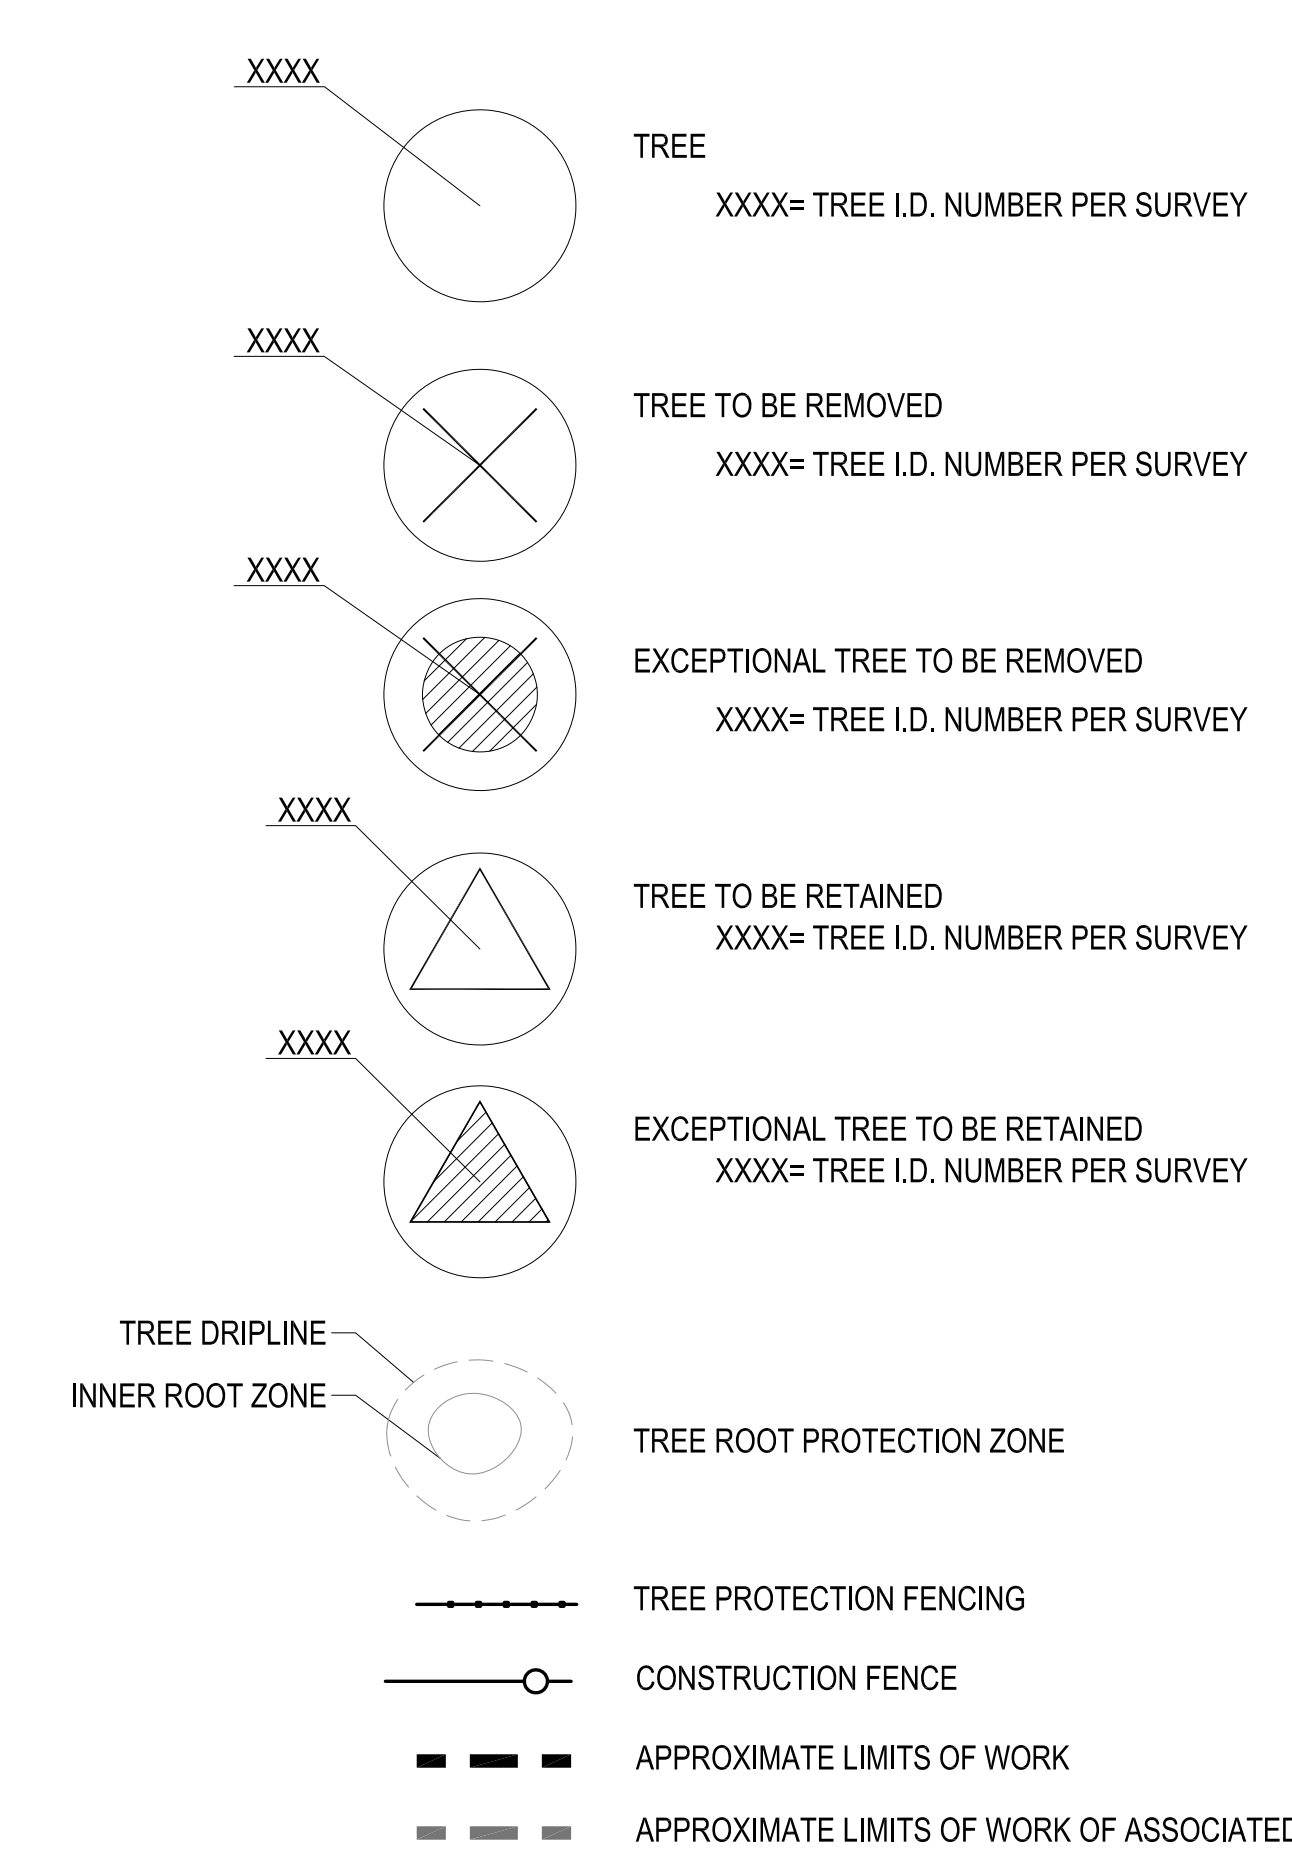 XXXX
TREE
XXXX= TREE I.D. NUMBER PER SURVEY
XXXX
TREE TO BE REMOVED
XXXX= TREE I.D. NUMBER PER SURVEY
XXXX
EXCEPTIONAL TREE TO BE REMOVED
XXXX= TREE I.D. NUMBER PER SURVEY
XXXX
TREE TO BE RETAINED
XXXX= TREE I.D. NUMBER PER SURVEY
XXXX
EXCEPTIONAL TREE TO BE RETAINED
XXXX= TREE I.D. NUMBER PER SURVEY
TREE DRIPLINE
INNER ROOT ZONE
TREE ROOT PROTECTION ZONE
TREE PROTECTION FENCING
CONSTRUCTION FENCE
APPROXIMATE LIMITS OF WORK
APPROXIMATE LIMITS OF WORK OF ASSOCIATED